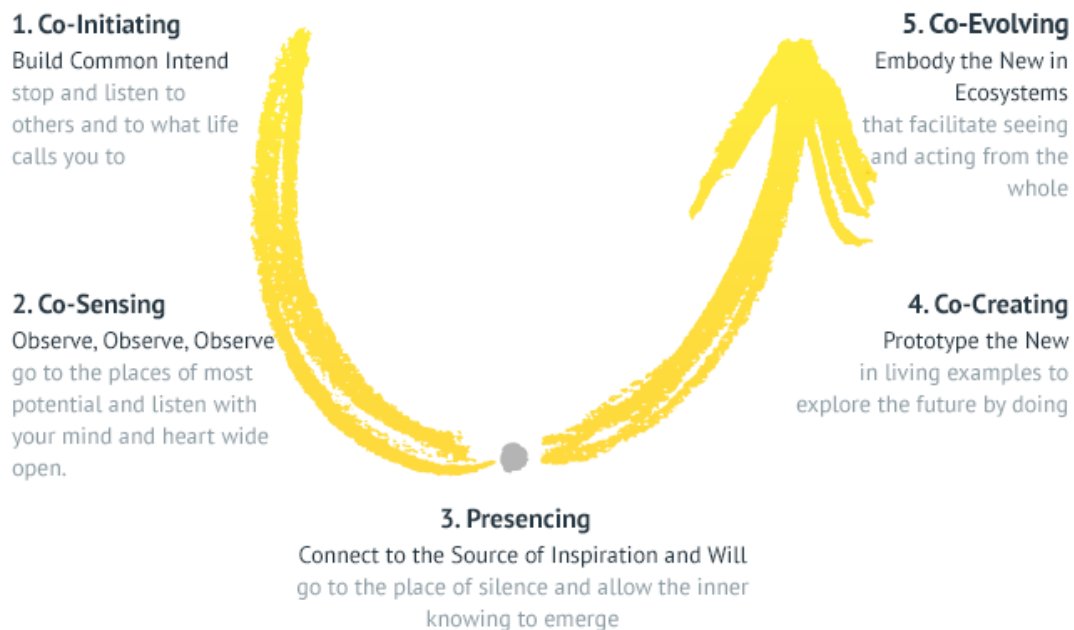 1. Co-Initiating
Build Common Intend
stop and listen to
others and to what life
calls you to
2. Co-Sensing
Observe, Observe, Observe
go to the places of most
potential and listen with
your mind and heart wide
open.
3. Presencing
Connect to the Source of Inspiration and Will
go to the place of silence and allow the inner
knowing to emerge
4. Co-Creating
Prototype the New
in living examples to
explore the future by doing
5. Co-Evolving
Embody the New in
Ecosystems
that facilitate seeing
and acting from the
whole